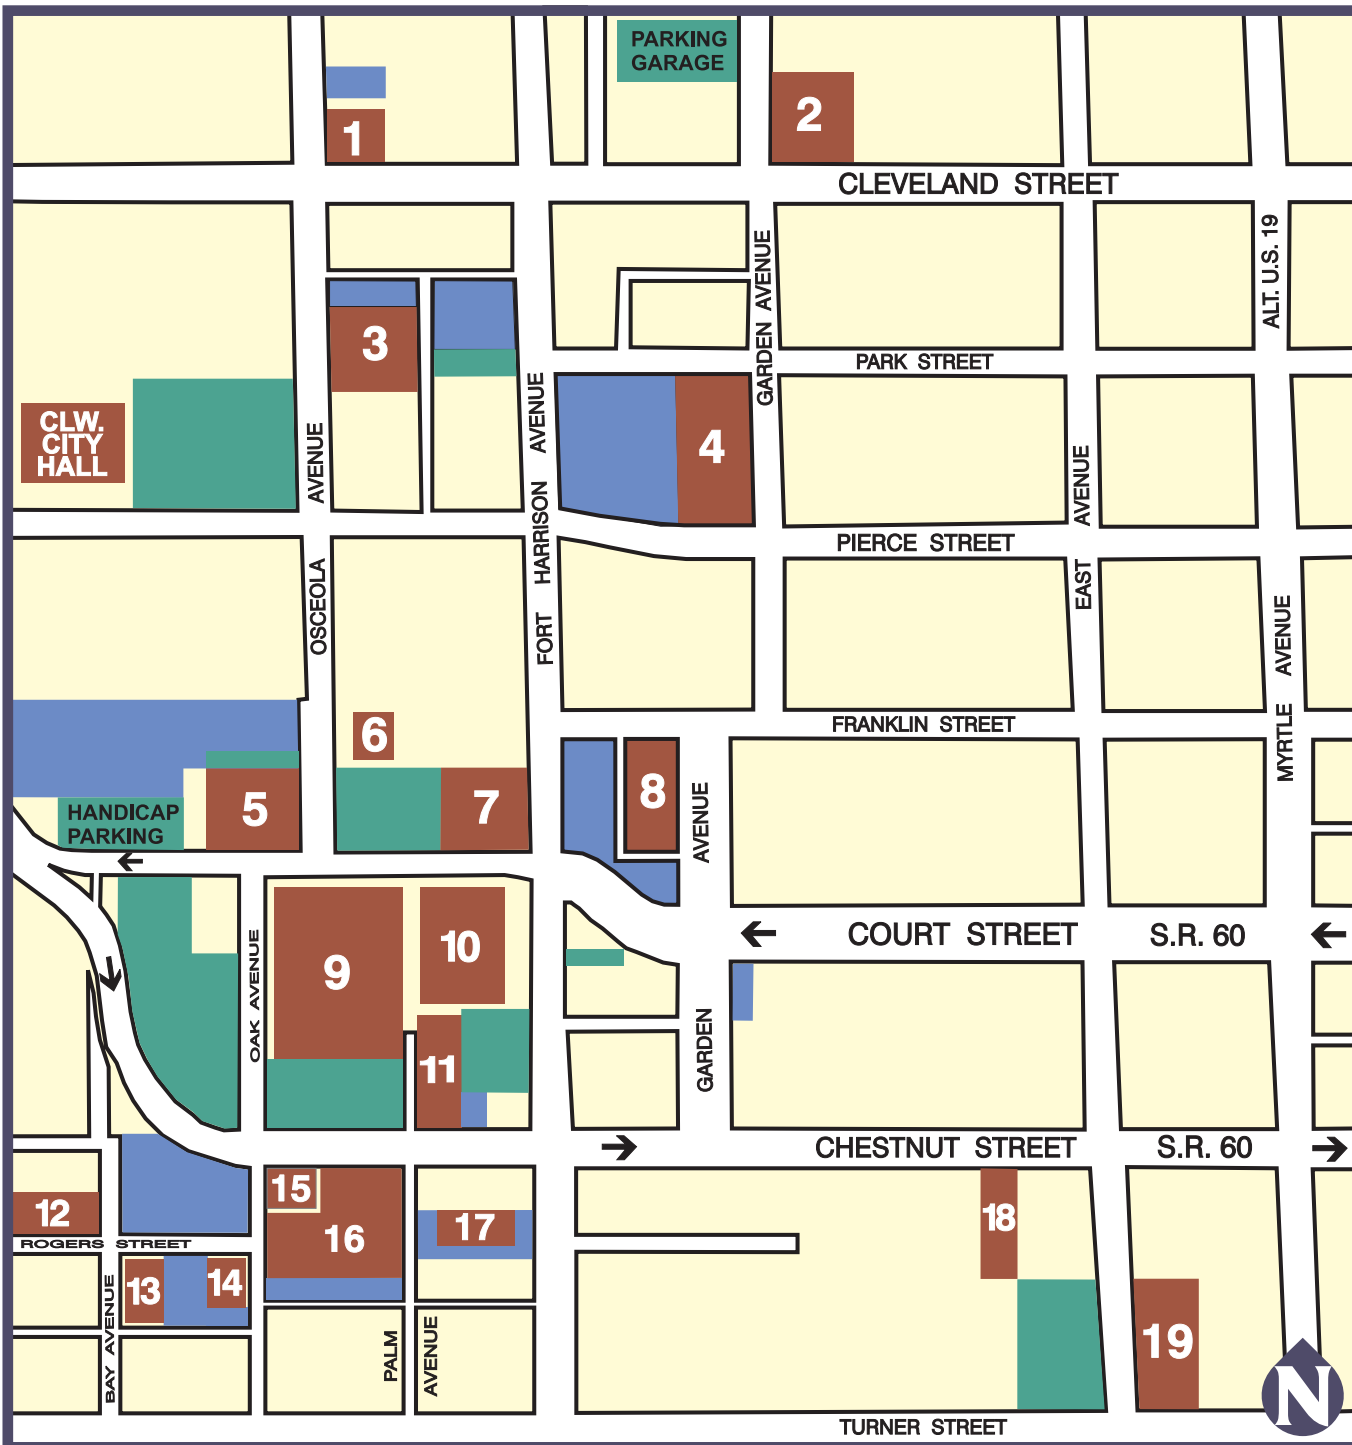 PARKING
GARAGE
1
2
CLEVELAND STREET
GARDEN AVENUE
ALT. U.S. 19
3
PARK STREET
CLW.
CITY
HALL
4
OSCEOLA AVENUE
FORT HARRISON AVENUE
EAST AVENUE
PIERCE STREET
MYRTLE AVENUE
6
FRANKLIN STREET
HANDICAP
PARKING
5
7
8
GARDEN AVENUE
COURT STREET S.R. 60
OAK AVENUE
9
10
11
CHESTNUT STREET S.R. 60
12
15
16
17
18
ROGERS STREET
BAY AVENUE
13
14
PALM AVENUE
19
N
TURNER STREET